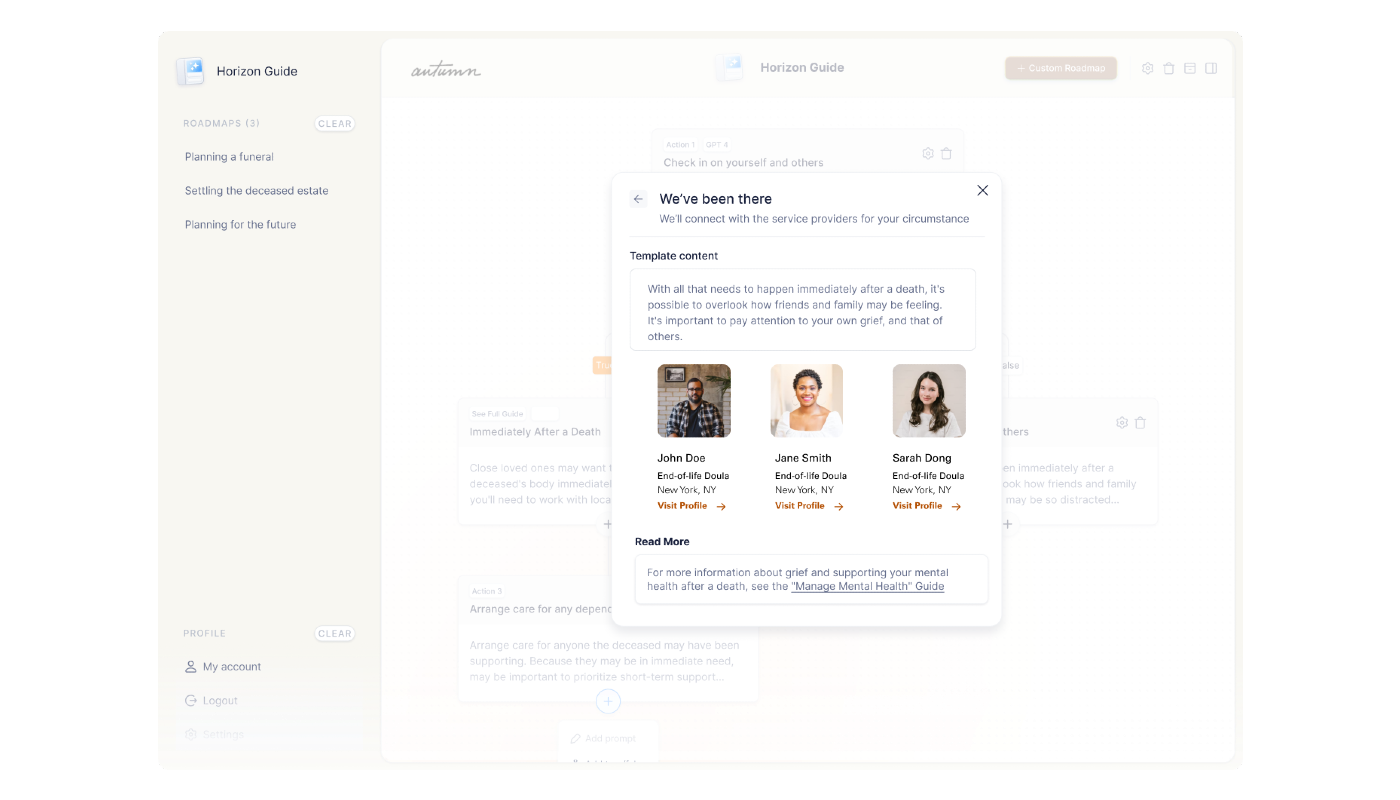 Horizon Guide
ROADMAPS (3)
CLEAR
Planning a funeral
Settling the deceased estate
Planning for the future
PROFILE
CLEAR
My account
Logout
Settings
autumn
Horizon Guide
+ Custom Roadmap
Action 1
GPT 4
Check in on yourself and others
We've been there
We'll connect with the service providers for your circumstance
Template content
With all that needs to happen immediately after a death, it's
possible to overlook how friends and family may be feeling.
It's important to pay attention to your own grief, and that of
others.
John Doe
End-of-life Doula
New York, NY
Visit Profile →
Jane Smith
End-of-life Doula
New York, NY
Visit Profile →
Sarah Dong
End-of-life Doula
New York, NY
Visit Profile →
Read More
For more information about grief and supporting your mental
health after a death, see the "Manage Mental Health" Guide
See Full Guide
Immediately After a Death
Close loved ones may want
deceased's body immediate
you'll need to work with loca
en immediately after a
ook how friends and family
may be so distracted...
Action 3
Arrange care for any depend
Arrange care for anyone the deceased may have been
supporting. Because they may be in immediate need,
may be important to prioritize short-term support...
Add prompt